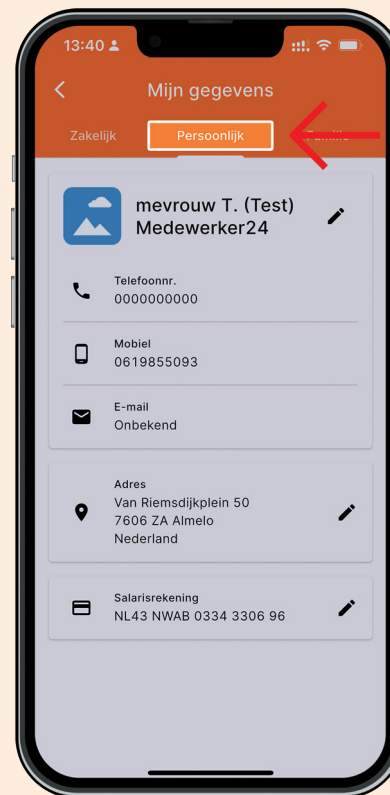 13:40
Mijn gegevens
Zakelijk Persoonlijk Familie
mevrouw T. (Test)
Medewerker24
Telefoonnr.
0000000000
Mobiel
0619855093
E-mail
Onbekend
Adres
Van Riemsdijkplein 50
7606 ZA Almelo
Nederland
Salarisrekening
NL43 NWAB 0334 3306 96